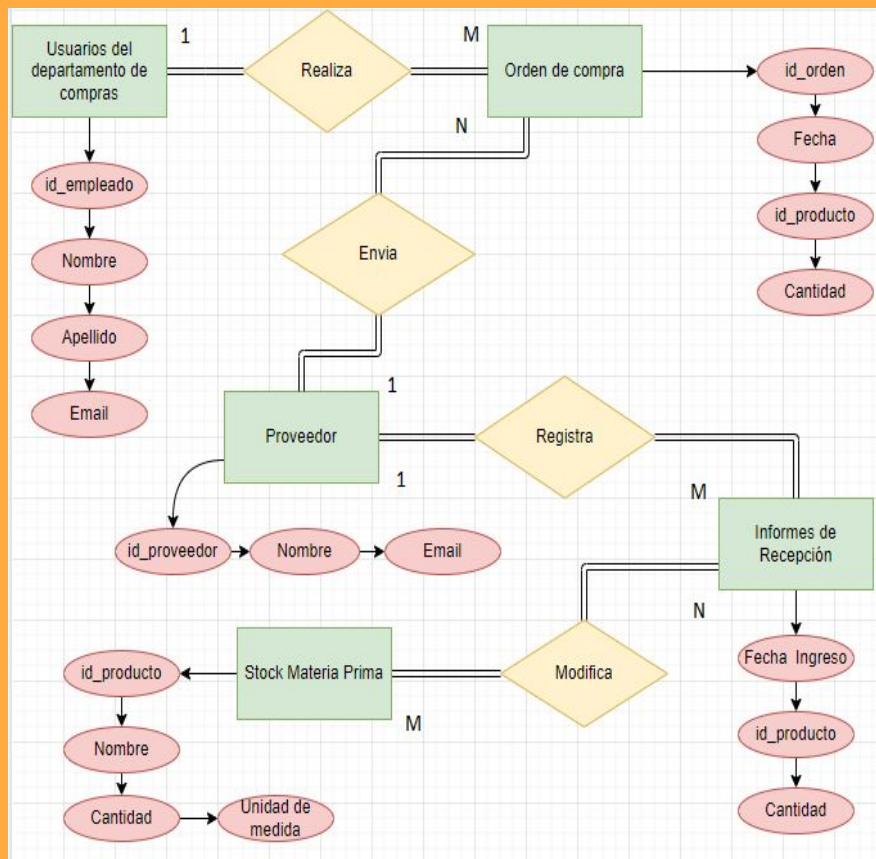 1
M
Usuarios del
departamento de
compras
Realiza
Orden de compra
id_orden
N
Fecha
id_empleado
id_producto
Nombre
Envia
Cantidad
Apellido
Email
1
Proveedor
Registra
1
M
id_proveedor
Nombre
Email
Informes de
Recepción
N
Stock Materia Prima
Modifica
Fecha Ingreso
id_producto
M
id_producto
Nombre
Cantidad
Unidad de
medida
Cantidad